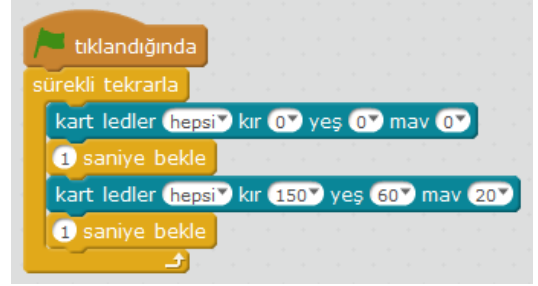 tıklandığında
sürekli tekrarla
kart ledler hepsi kır 0 yeş 0 mav 0
1 saniye bekle
kart ledler hepsi kır 150 yeş 60 mav 20
1 saniye bekle